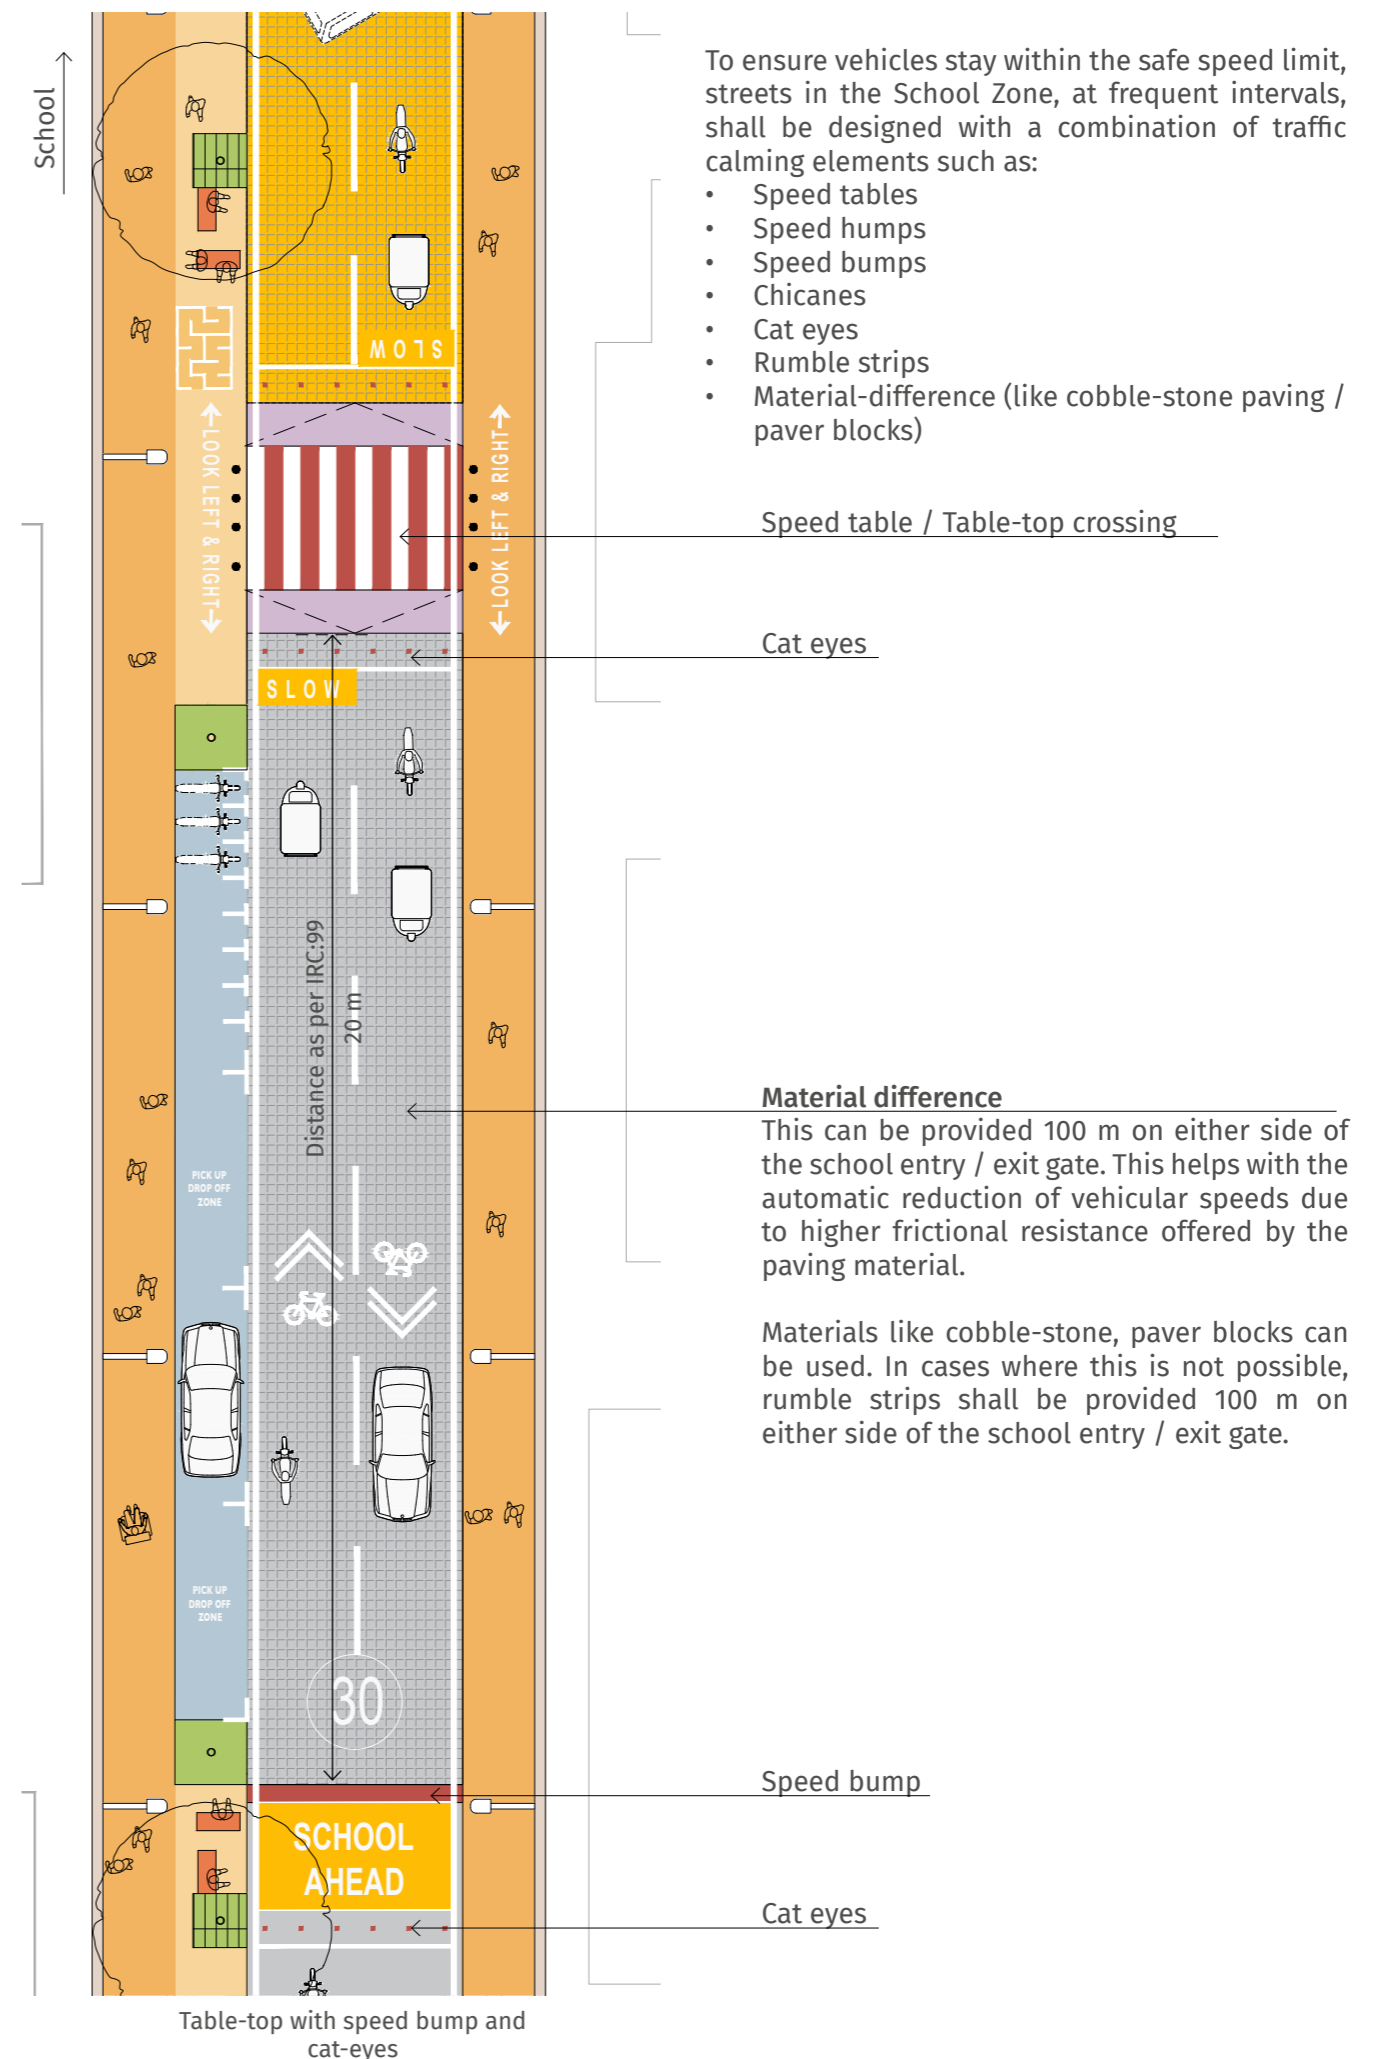 School
To ensure vehicles stay within the safe speed limit,
streets in the School Zone, at frequent intervals,
shall be designed with a combination of traffic
calming elements such as:
• Speed tables
• Speed humps
• Speed bumps
• Chicanes
• Cat eyes
• Rumble strips
• Material-difference (like cobble-stone paving /
paver blocks)
SLOW
LOOK LEFT & RIGHT
LOOK LEFT & RIGHT
Speed table / Table-top crossing
Cat eyes
SLOW
Distance as per IRC:99
20 m
Material difference
This can be provided 100 m on either side of
the school entry / exit gate. This helps with the
automatic reduction of vehicular speeds due
to higher frictional resistance offered by the
paving material.
Materials like cobble-stone, paver blocks can
be used. In cases where this is not possible,
rumble strips shall be provided 100 m on
either side of the school entry / exit gate.
PICK UP
DROP OFF
ZONE
PICK UP
DROP OFF
ZONE
30
Speed bump
SCHOOL
AHEAD
Cat eyes
Table-top with speed bump and
cat-eyes